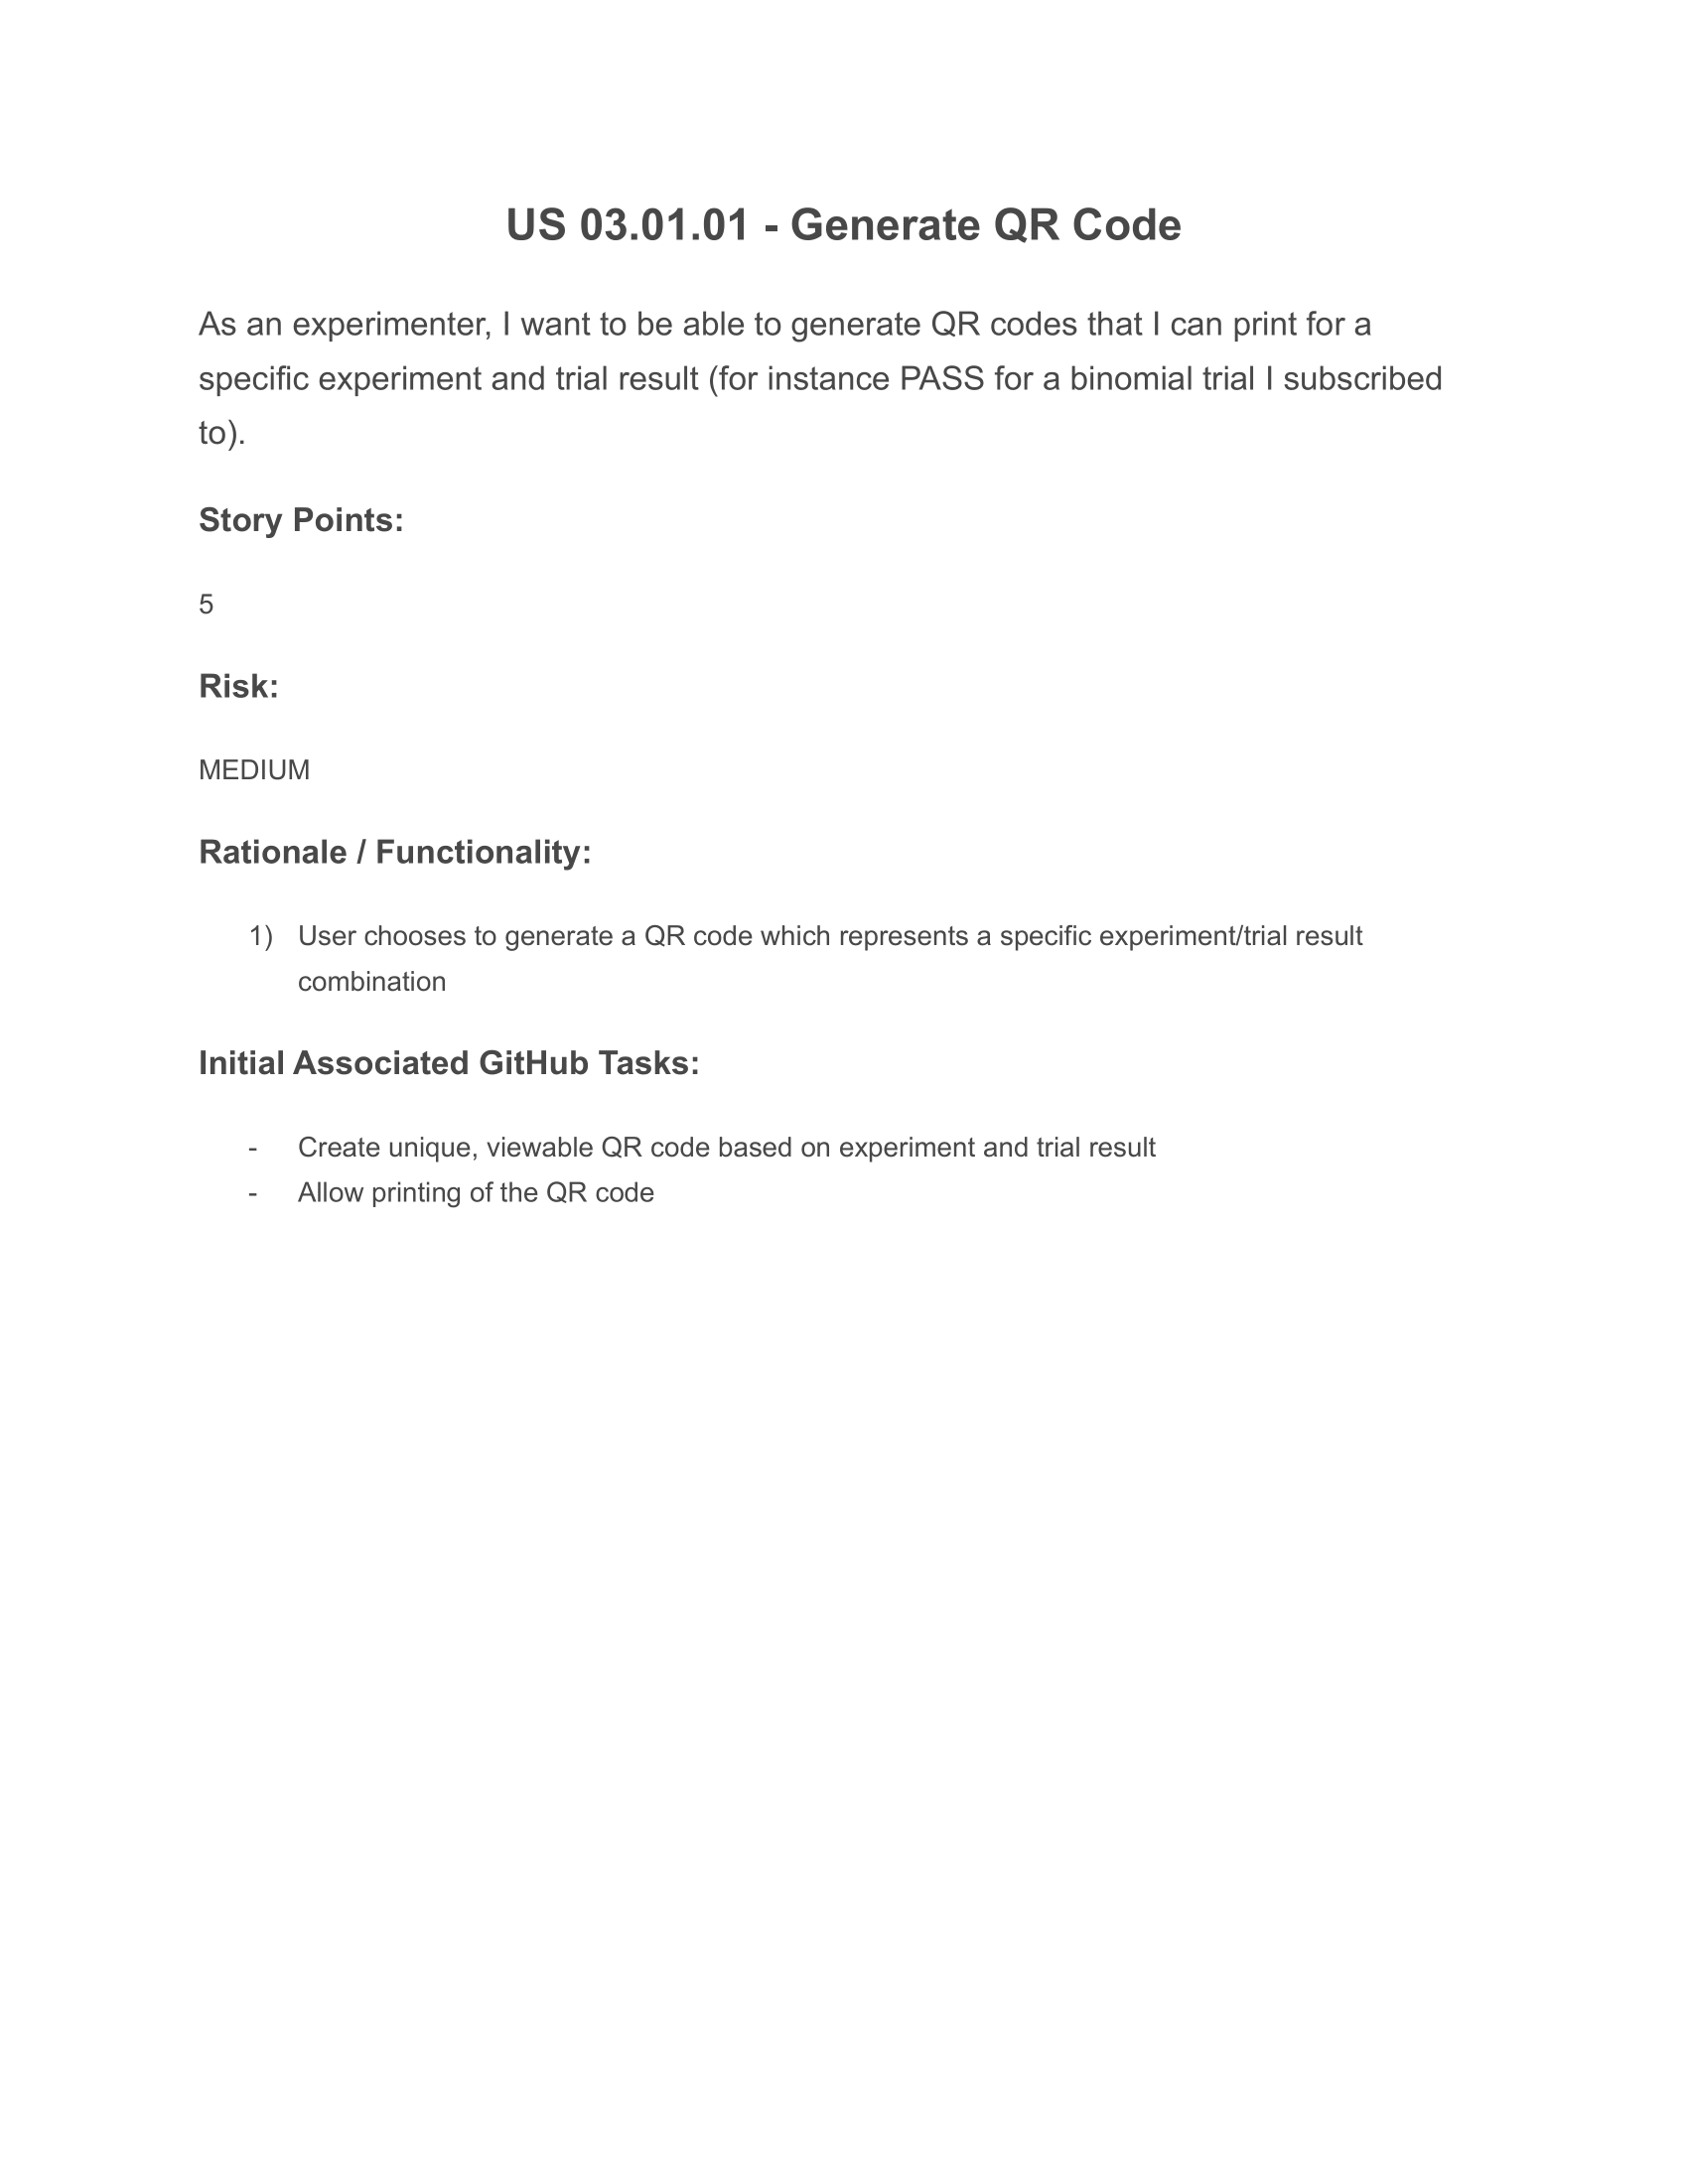 US 03.01.01 - Generate QR Code
As an experimenter, I want to be able to generate QR codes that I can print for a
specific experiment and trial result (for instance PASS for a binomial trial I subscribed
to).
Story Points:
5
Risk:
MEDIUM
Rationale / Functionality:
1) User chooses to generate a QR code which represents a specific experiment/trial result
combination
Initial Associated GitHub Tasks:
- Create unique, viewable QR code based on experiment and trial result
- Allow printing of the QR code